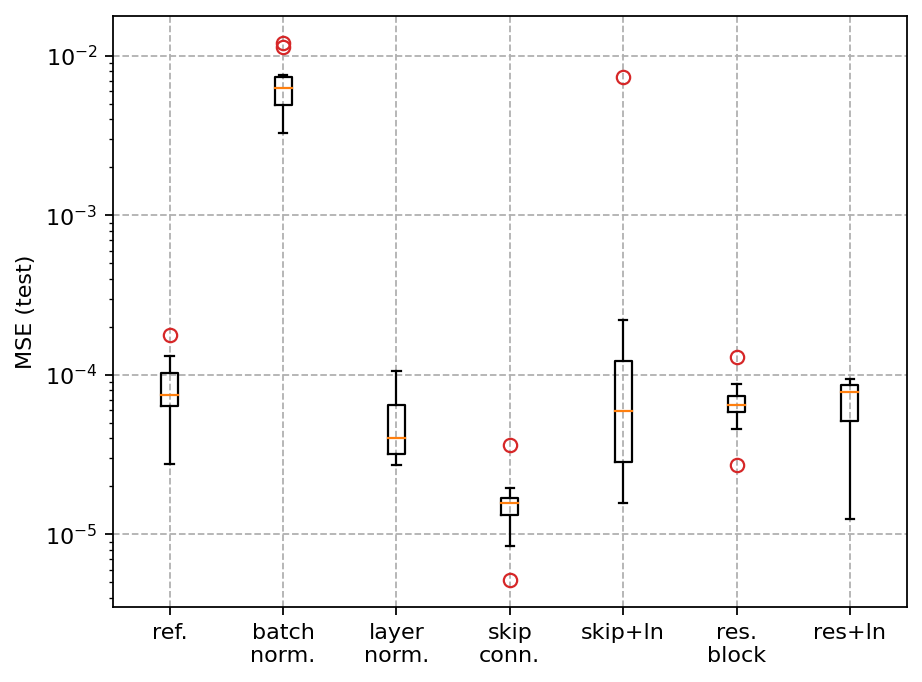 10⁻²
10⁻³
10⁻⁴
10⁻⁵
MSE (test)
ref.
batch
norm.
layer
norm.
skip
conn.
skip+ln
res.
block
res+ln